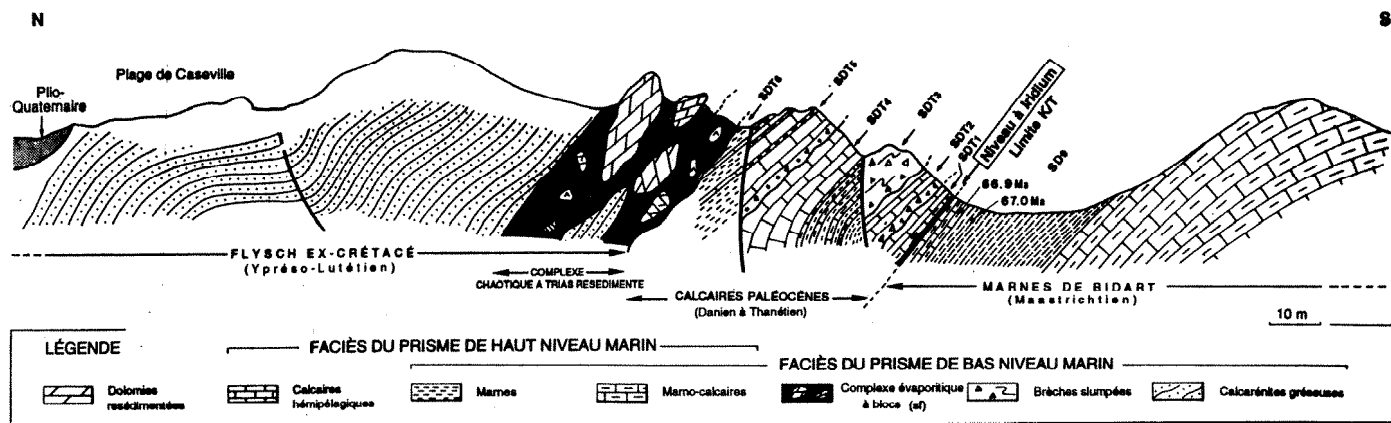 N
S
Plage de Caseville
Plio-
Quaternaire
SDT6
SDT5
SDT4
SDT3
SDT2
SDT1
Niveau à Iridium
Limite K/T
SD9
66.9 Ma
67.0 Ma
FLYSCH EX-CRÉTACÉ
(Ypréso-Lutétien)
COMPLEXE
CHAOTIQUE A TRIAS RESEDIMENTE
CALCAIRES PALÉOCÈNES
(Danien à Thanétien)
MARNES DE BIDART
(Maastrichtien)
10 m
LÉGENDE
FACIÈS DU PRISME DE HAUT NIVEAU MARIN
FACIÈS DU PRISME DE BAS NIVEAU MARIN
Dolomies
resédimentées
Calcaires
hémipélagiques
Marnes
Marno-calcaires
Complexe évaporitique
à blocs (sf)
Brèches slumpées
Calcarénites gréseuses